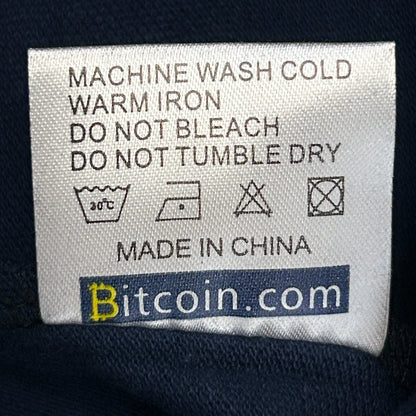 MACHINE WASH COLD
WARM IRON
DO NOT BLEACH
DO NOT TUMBLE DRY
30°C
MADE IN CHINA
Bitcoin.com